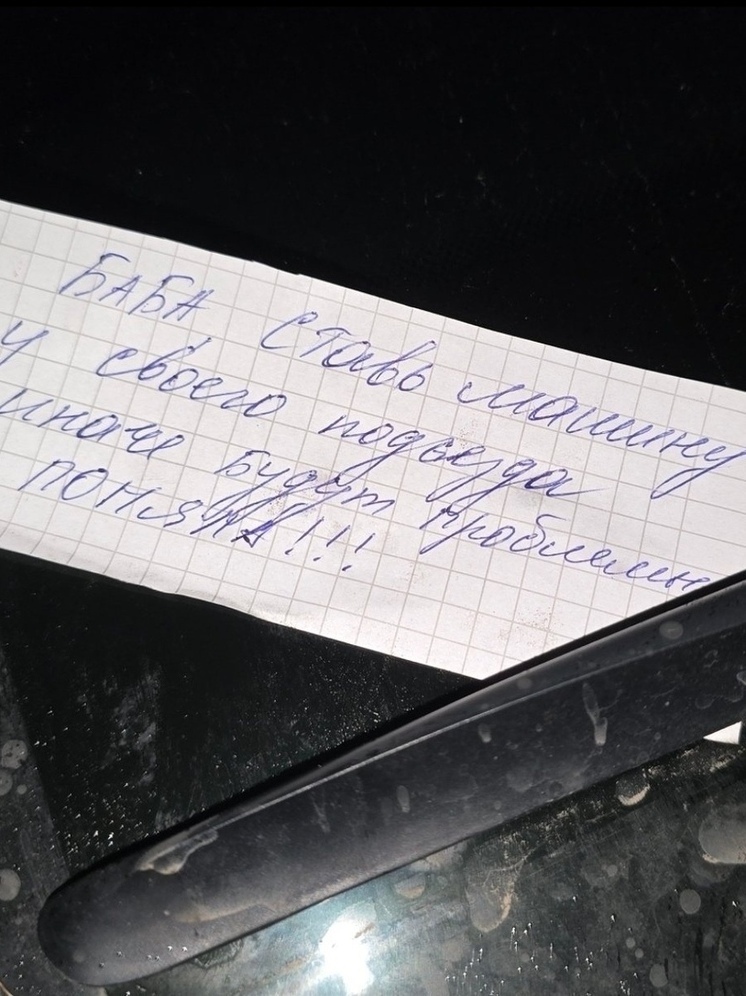 БАБА ставь машину
у своего подъезда
иначе будут проблемы
ПОНЯЛА!!!